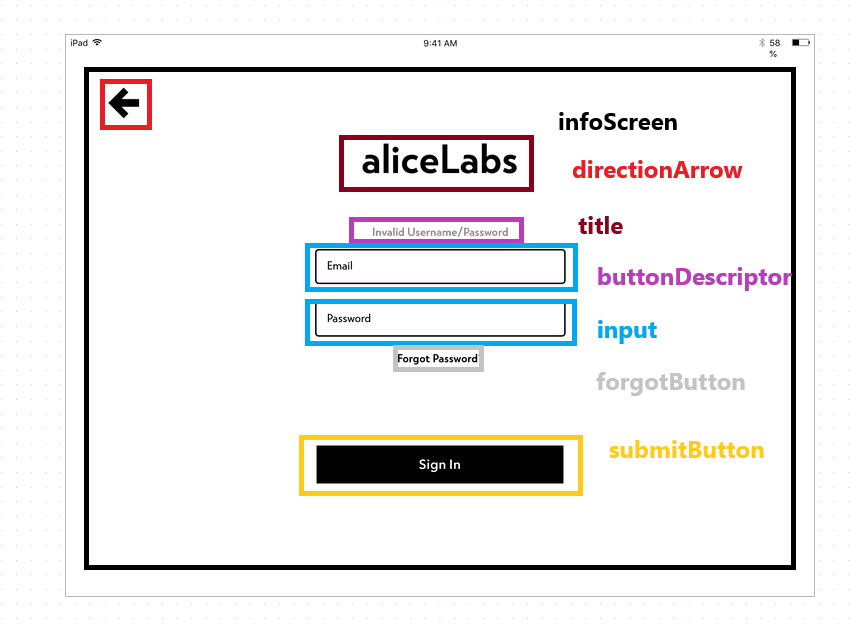 iPad
9:41 AM
58
%
infoScreen
aliceLabs
directionArrow
title
Invalid Username/Password
Email
buttonDescriptor
Password
input
Forgot Password
forgotButton
submitButton
Sign In